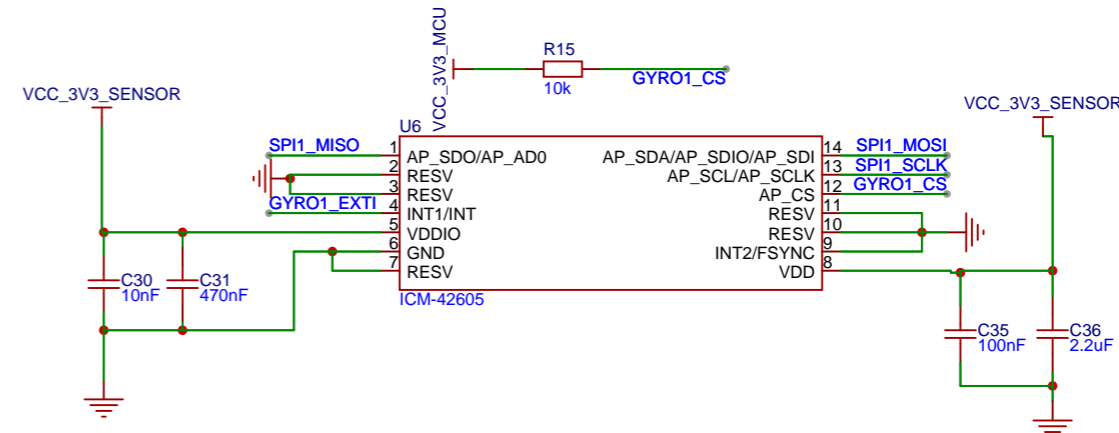 VCC_3V3_MCU
R15
10k
GYRO1_CS
VCC_3V3_SENSOR
VCC_3V3_SENSOR
U6
SPI1_MISO
1
AP_SDO/AP_AD0
AP_SDA/AP_SDIO/AP_SDI
14
SPI1_MOSI
2
RESV
AP_SCL/AP_SCLK
13
SPI1_SCLK
3
RESV
AP_CS
12
GYRO1_CS
GYRO1_EXTI
4
INT1/INT
RESV
11
5
VDDIO
RESV
10
6
GND
INT2/FSYNC
9
7
RESV
VDD
8
ICM-42605
C30
10nF
C31
470nF
C35
100nF
C36
2.2uF